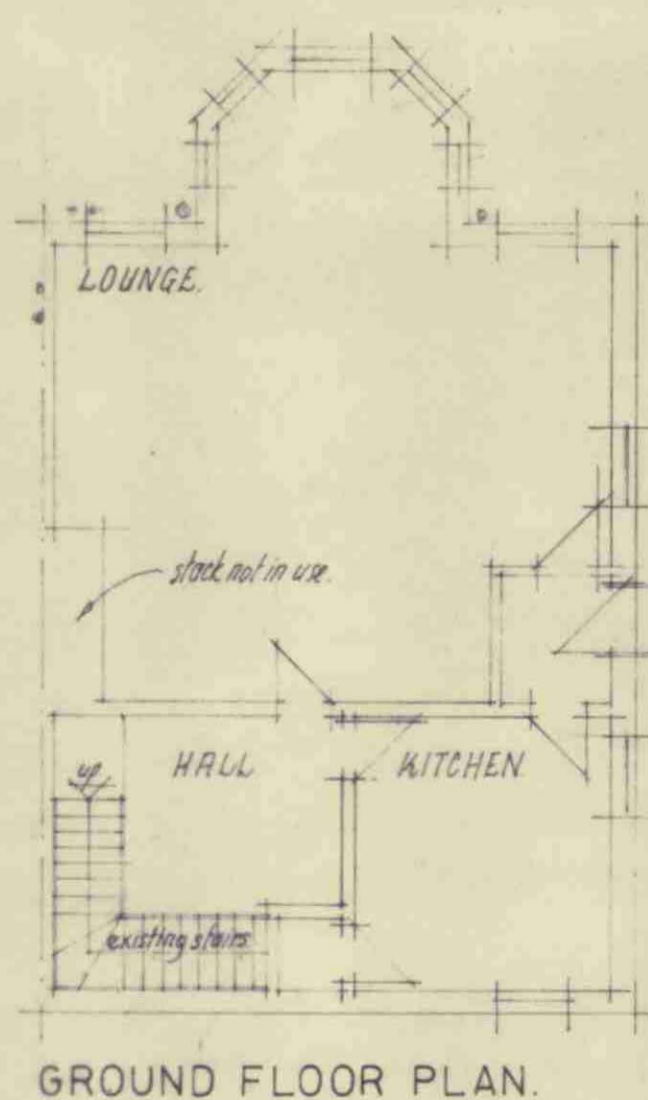 LOUNGE.
stack not in use.
HALL
KITCHEN
up
existing stairs
GROUND FLOOR PLAN.